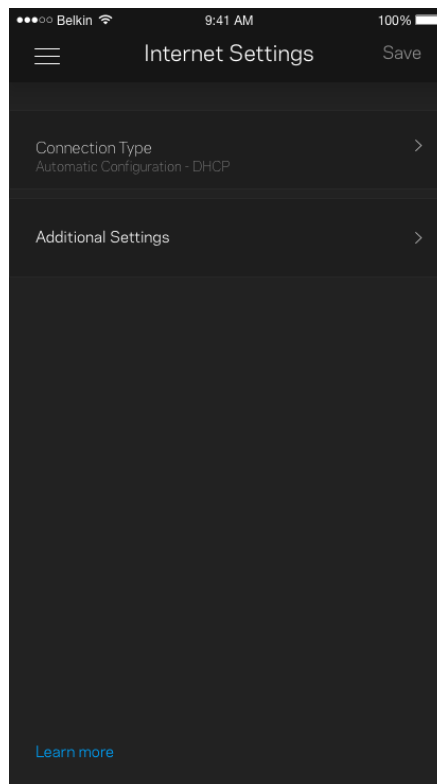 Belkin 9:41 AM 100%
Internet Settings Save
Connection Type
Automatic Configuration - DHCP
Additional Settings
Learn more